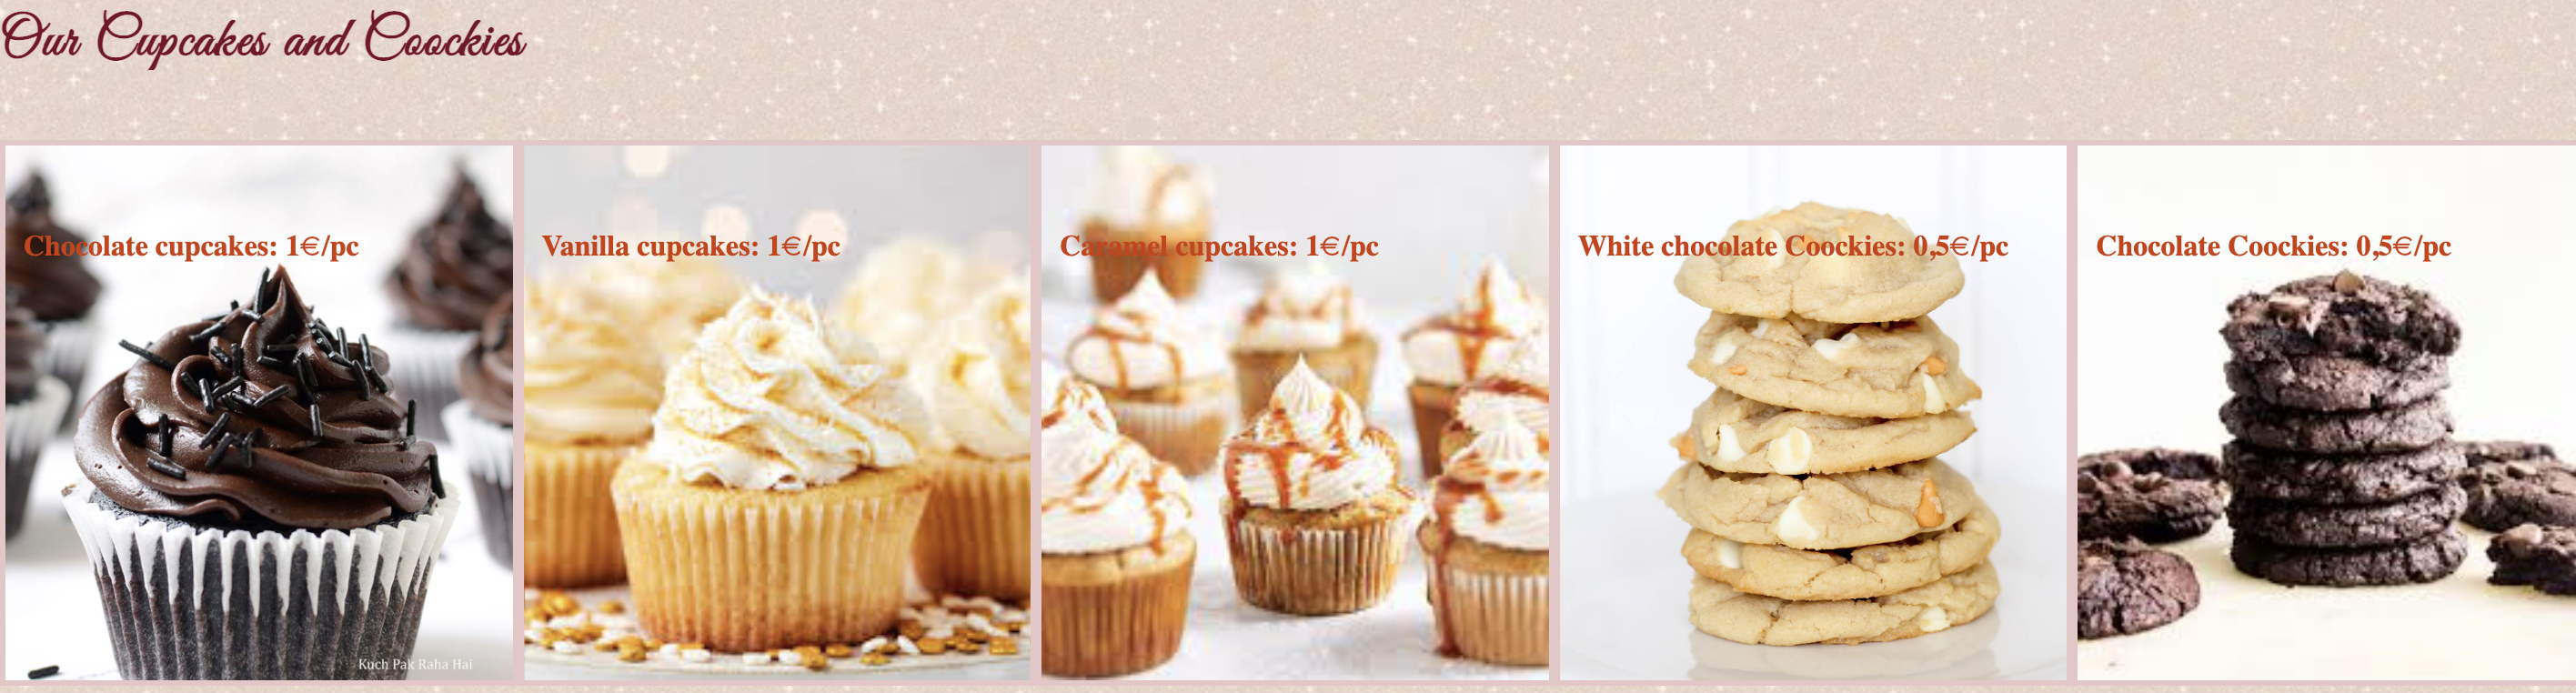 Our Cupcakes and Coockies
Chocolate cupcakes: 1€/pc
Vanilla cupcakes: 1€/pc
Caramel cupcakes: 1€/pc
White chocolate Coockies: 0,5€/pc
Chocolate Coockies: 0,5€/pc
Kuch Pak Raha Hai